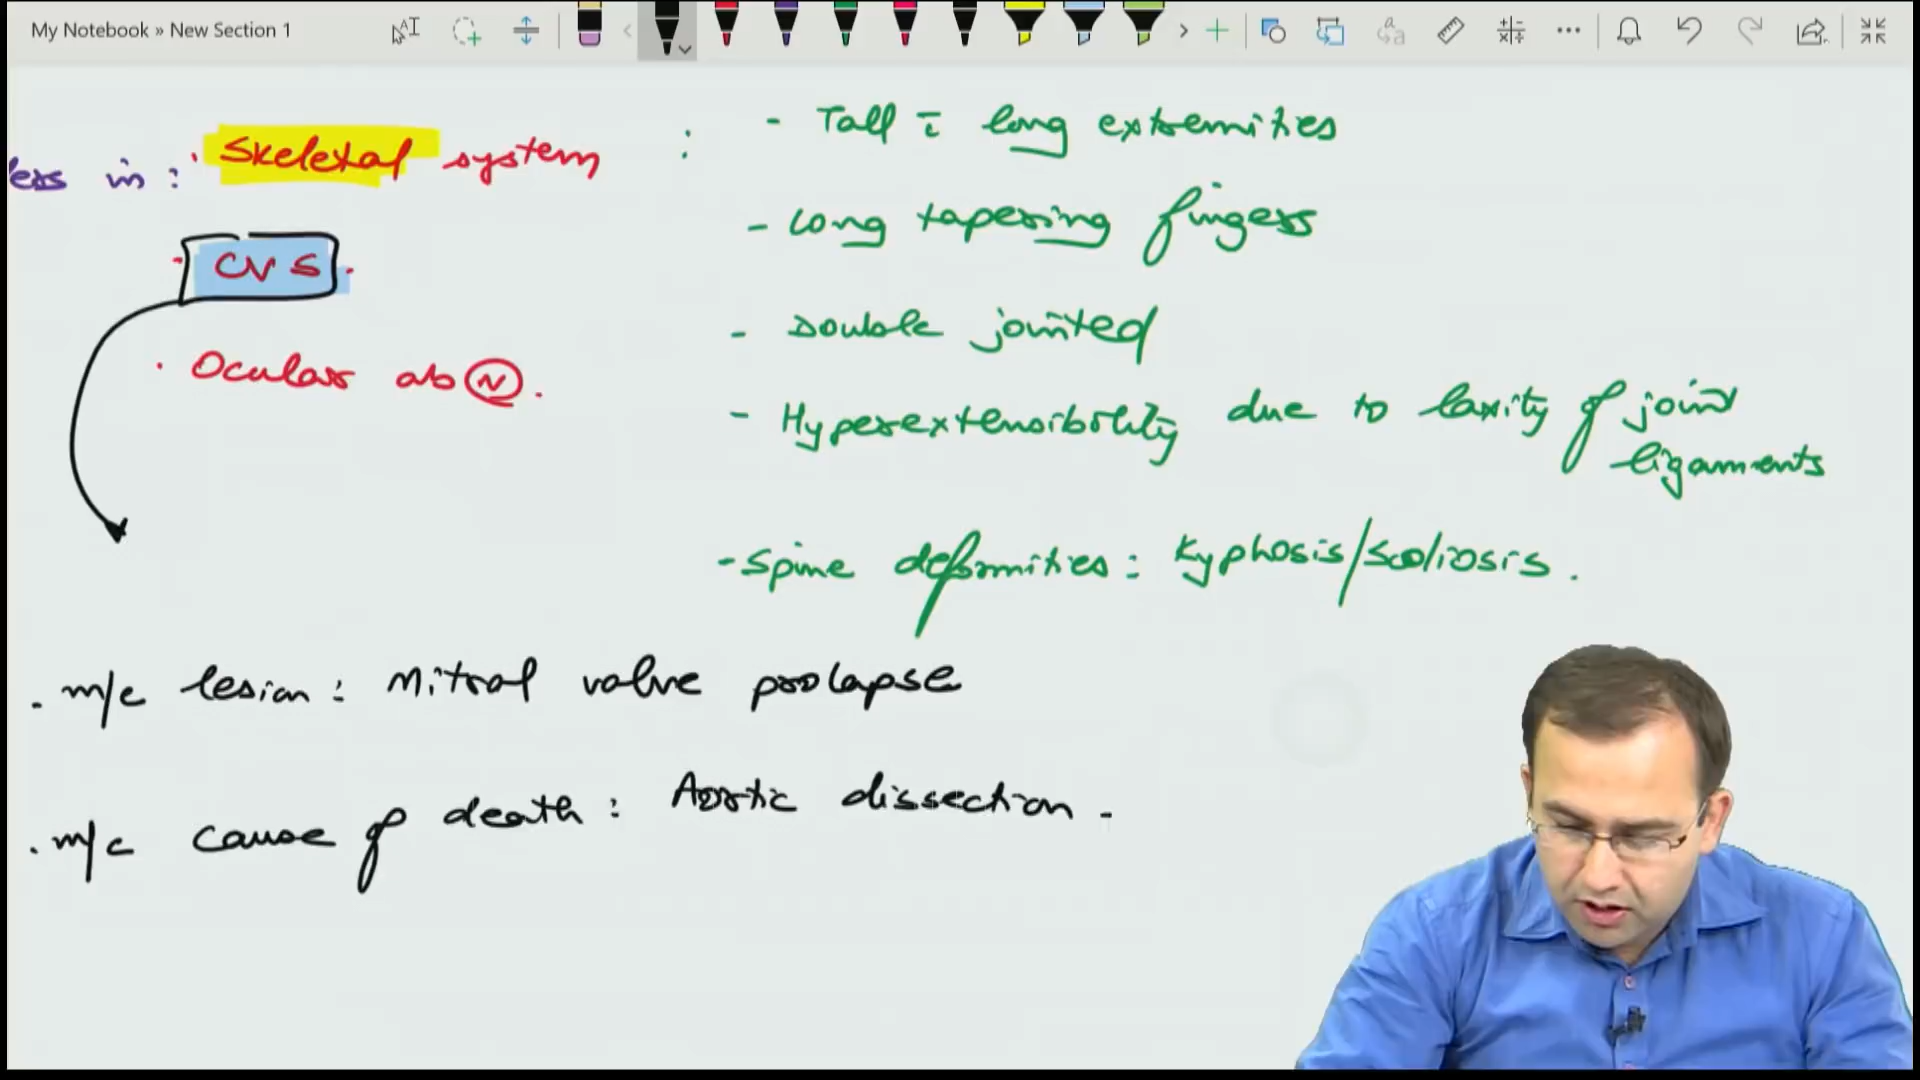 My Notebook » New Section 1
ers in : . Skeletal system :
- Tall c̄ long extremities
- Long tapering fingers
. CVS .
- Double jointed
. Ocular ab(N) .
- Hyperextensibility due to laxity of joint ligaments
- Spine deformities : Kyphosis/Scoliosis .
. m/c lesion : Mitral valve prolapse
. m/c cause of death : Aortic dissection .